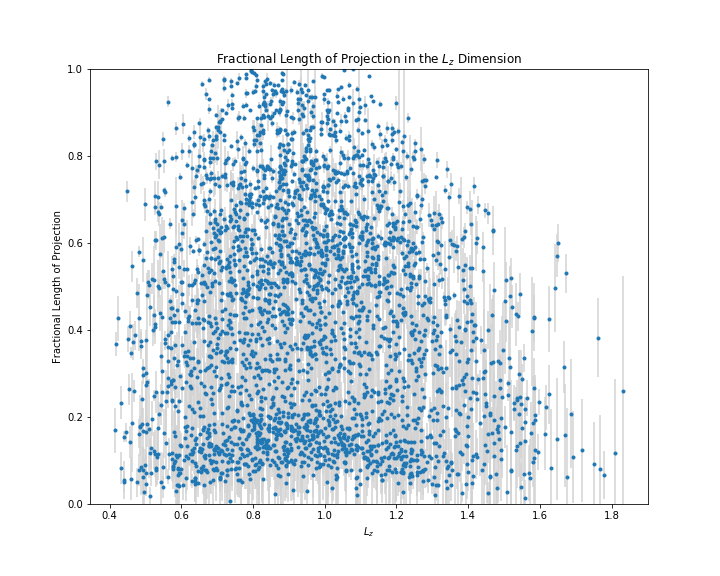 Fractional Length of Projection in the L_z Dimension
1.0
0.8
0.6
0.4
0.2
0.0
Fractional Length of Projection
0.4 0.6 0.8 1.0 1.2 1.4 1.6 1.8
L_z